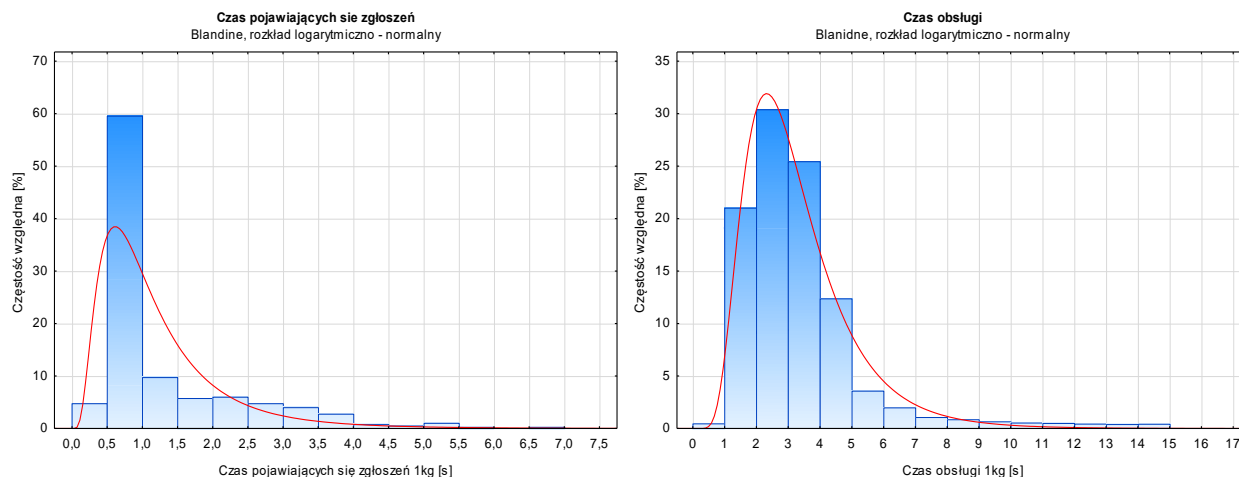 Czas pojawiających sie zgłoszeń
Blandine, rozkład logarytmiczno - normalny
Częstość względna [%]
70
60
50
40
30
20
10
0
0,0 0,5 1,0 1,5 2,0 2,5 3,0 3,5 4,0 4,5 5,0 5,5 6,0 6,5 7,0 7,5
Czas pojawiających się zgłoszeń 1kg [s]
Czas obsługi
Blanidne, rozkład logarytmiczno - normalny
Częstość względna [%]
35
30
25
20
15
10
5
0
0 1 2 3 4 5 6 7 8 9 10 11 12 13 14 15 16 17
Czas obsługi 1kg [s]